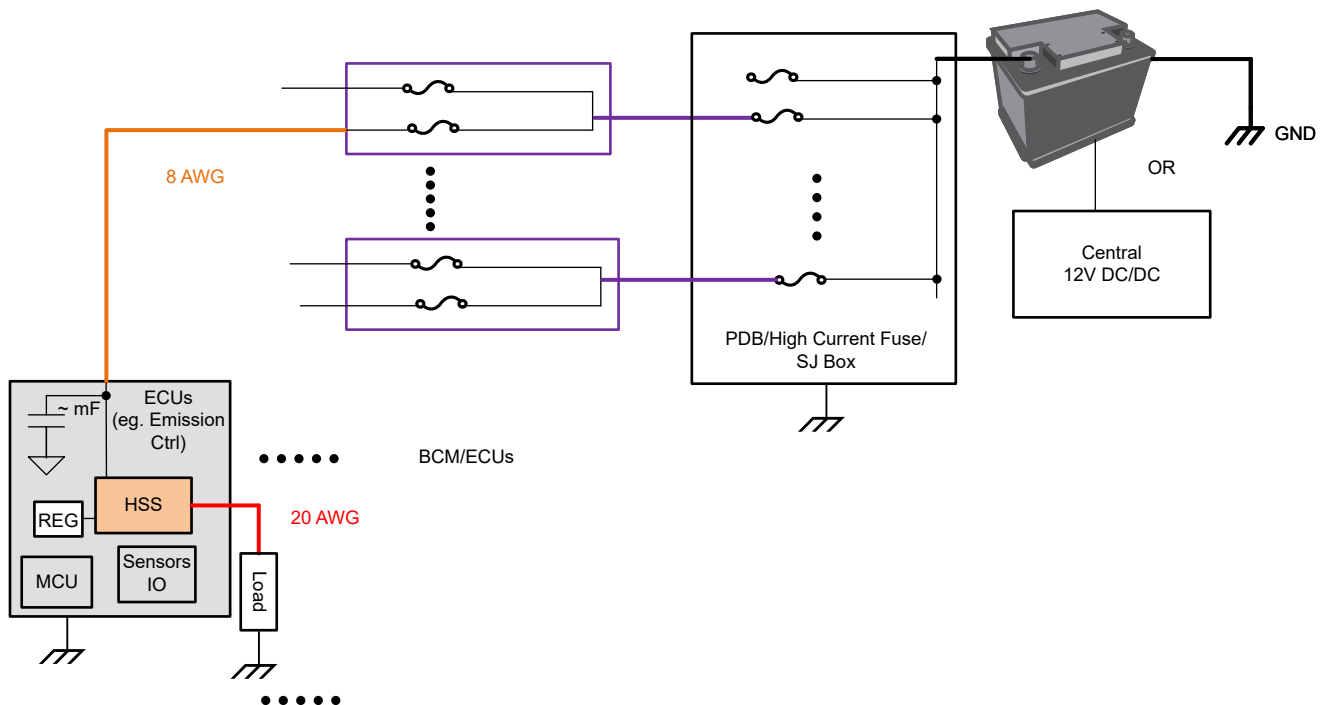 GND
OR
8 AWG
Central
12V DC/DC
PDB/High Current Fuse/
SJ Box
~ mF
ECUs
(eg. Emission
Ctrl)
BCM/ECUs
HSS
20 AWG
REG
MCU
Sensors
IO
Load